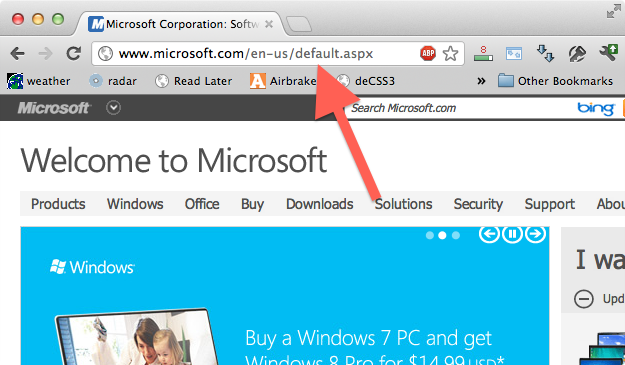 Microsoft Corporation: Softw
www.microsoft.com/en-us/default.aspx
ABP
8
weather radar Read Later Airbrake deCSS3 » Other Bookmarks
Microsoft Search Microsoft.com bing
Welcome to Microsoft
Products Windows Office Buy Downloads Solutions Security Support Abou
Windows
I wa
Upd
Buy a Windows 7 PC and get
Windows 8 Pro for $14.99 USD*